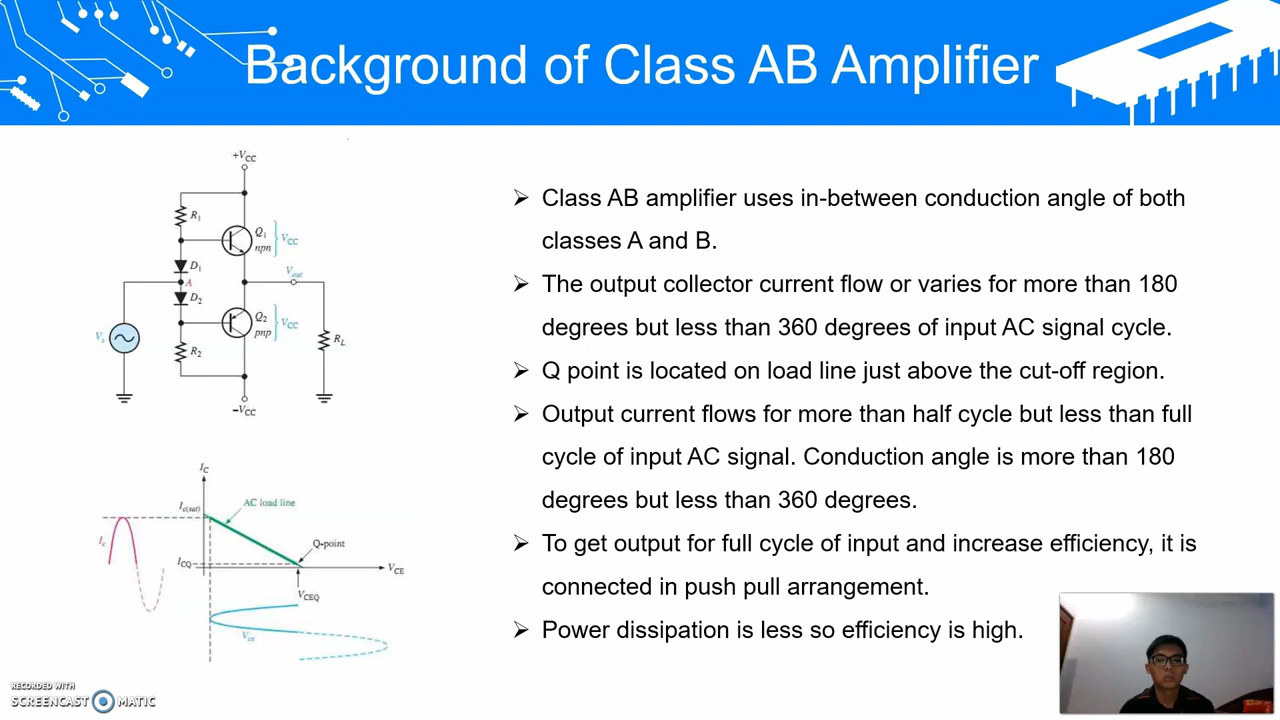 Background of Class AB Amplifier
+VCC
R1
Q1
npn
VCC
D1
A
Vout
D2
Q2
pnp
VCC
Vs
R2
RL
−VCC
IC
AC load line
Ic(sat)
Ic
Q-point
ICQ
VCE
VCEQ
Vce
➢ Class AB amplifier uses in-between conduction angle of both
classes A and B.
➢ The output collector current flow or varies for more than 180
degrees but less than 360 degrees of input AC signal cycle.
➢ Q point is located on load line just above the cut-off region.
➢ Output current flows for more than half cycle but less than full
cycle of input AC signal. Conduction angle is more than 180
degrees but less than 360 degrees.
➢ To get output for full cycle of input and increase efficiency, it is
connected in push pull arrangement.
➢ Power dissipation is less so efficiency is high.
RECORDED WITH
SCREENCAST MATIC